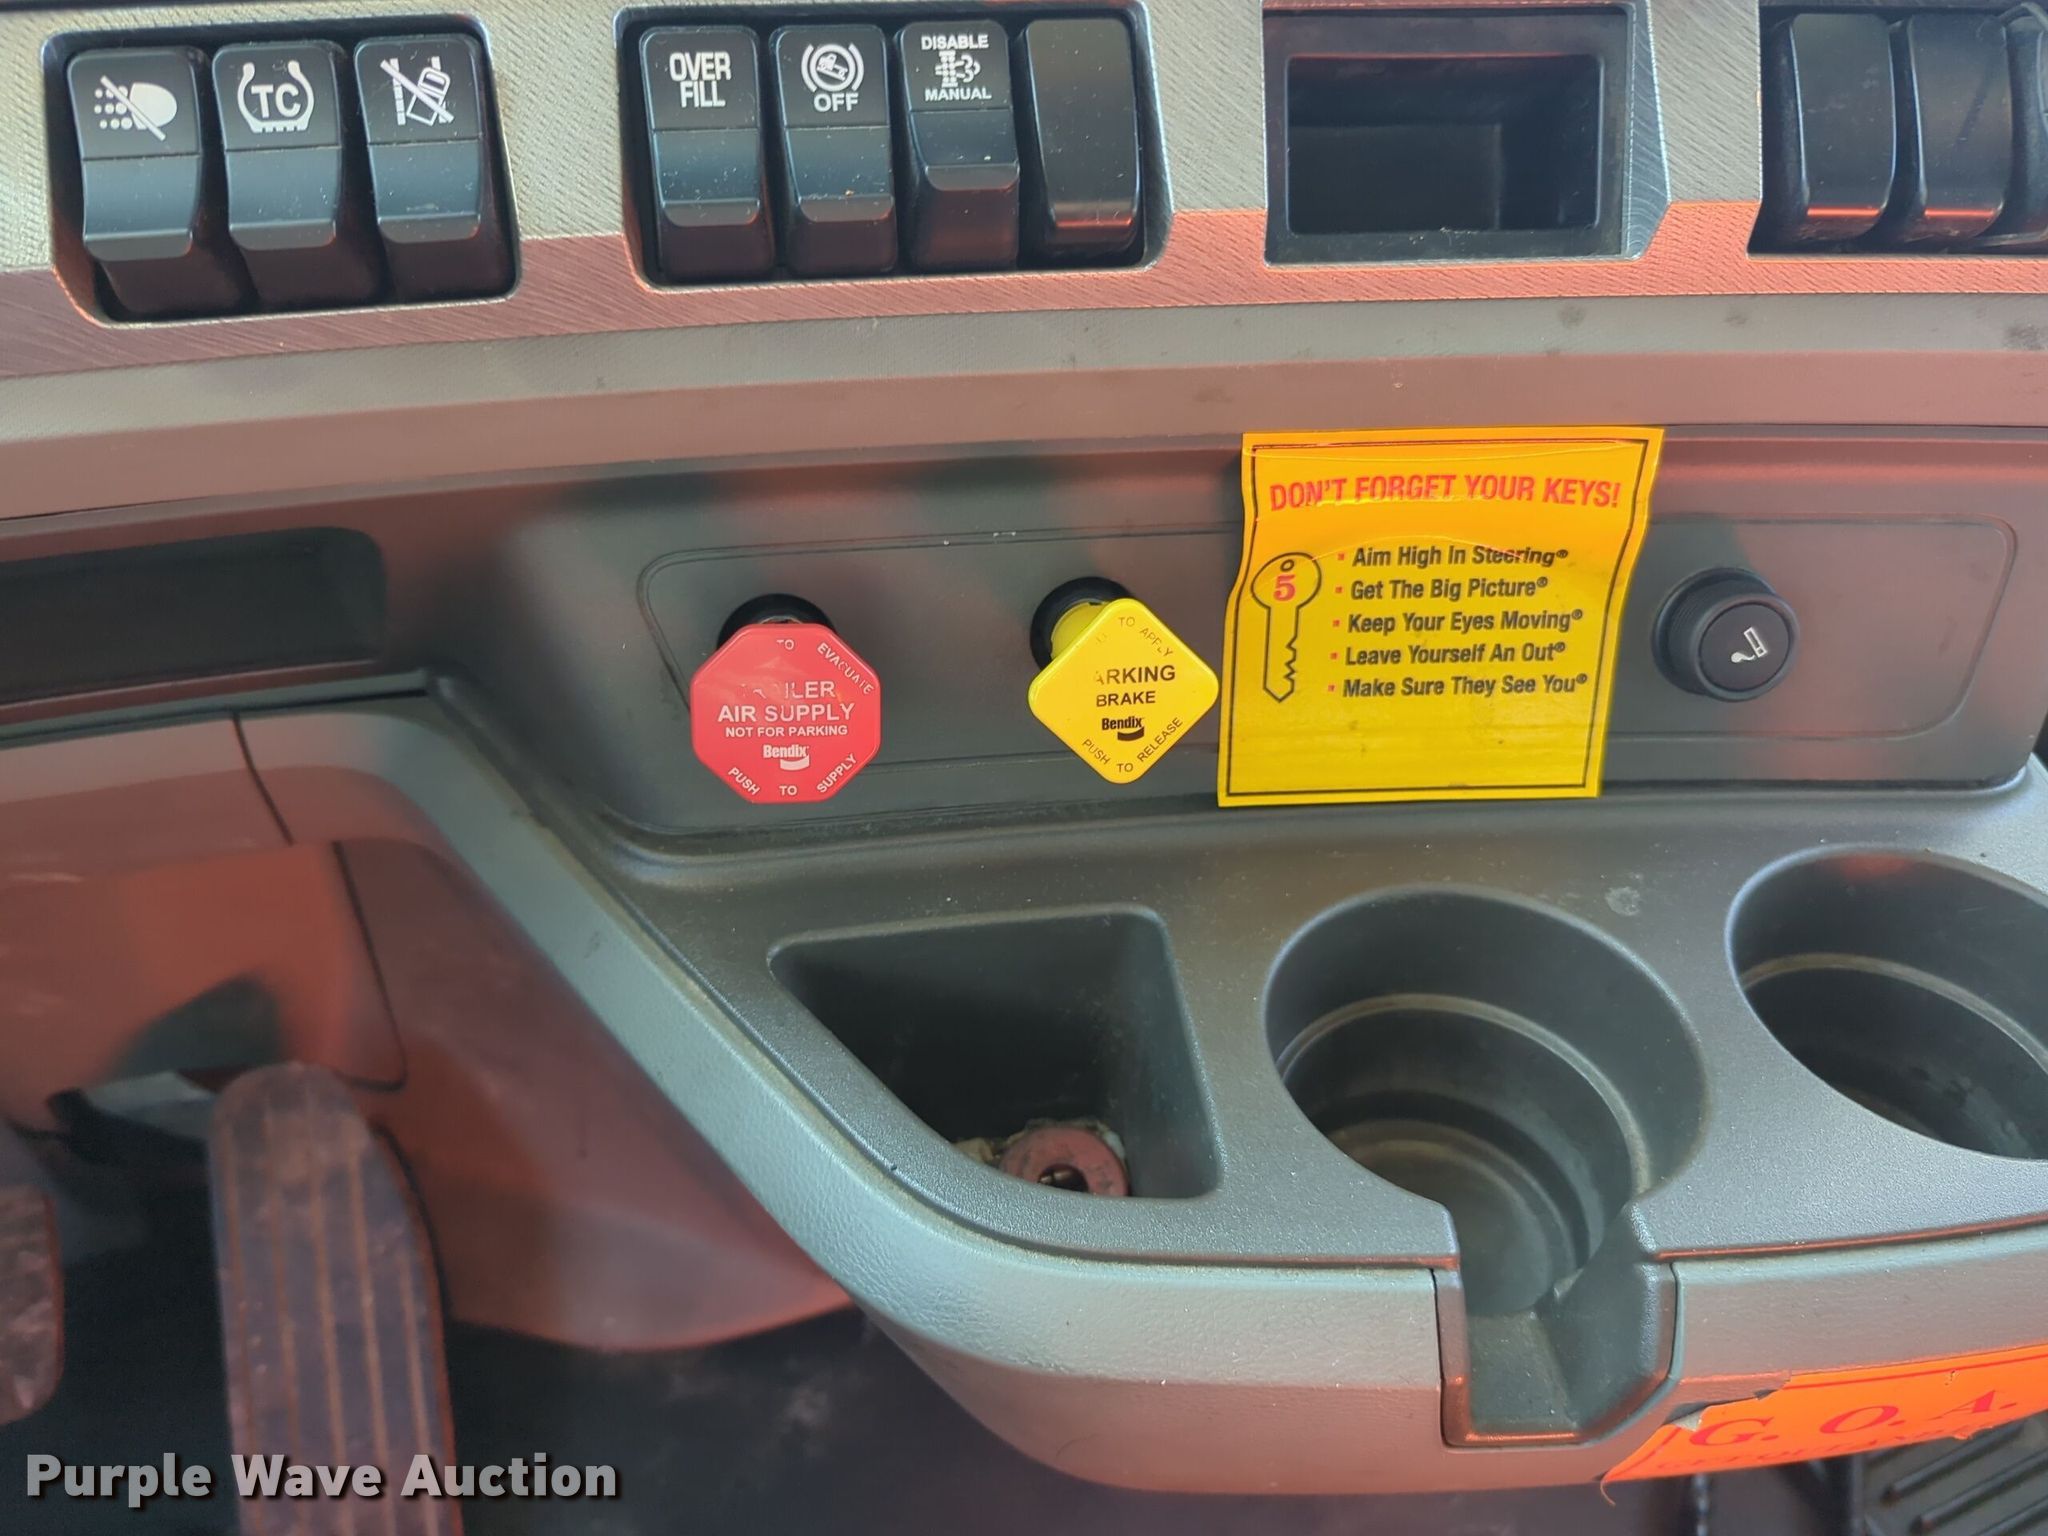 TC
OVER
FILL
OFF
DISABLE
MANUAL
DON'T FORGET YOUR KEYS!
5
Aim High In Steering®
Get The Big Picture®
Keep Your Eyes Moving®
Leave Yourself An Out®
Make Sure They See You®
TO EVACUATE
AIR SUPPLY
NOT FOR PARKING
Bendix
PUSH TO SUPPLY
TO APPLY
ARKING
BRAKE
Bendix
PUSH TO RELEASE
G. O. A.
Purple Wave Auction